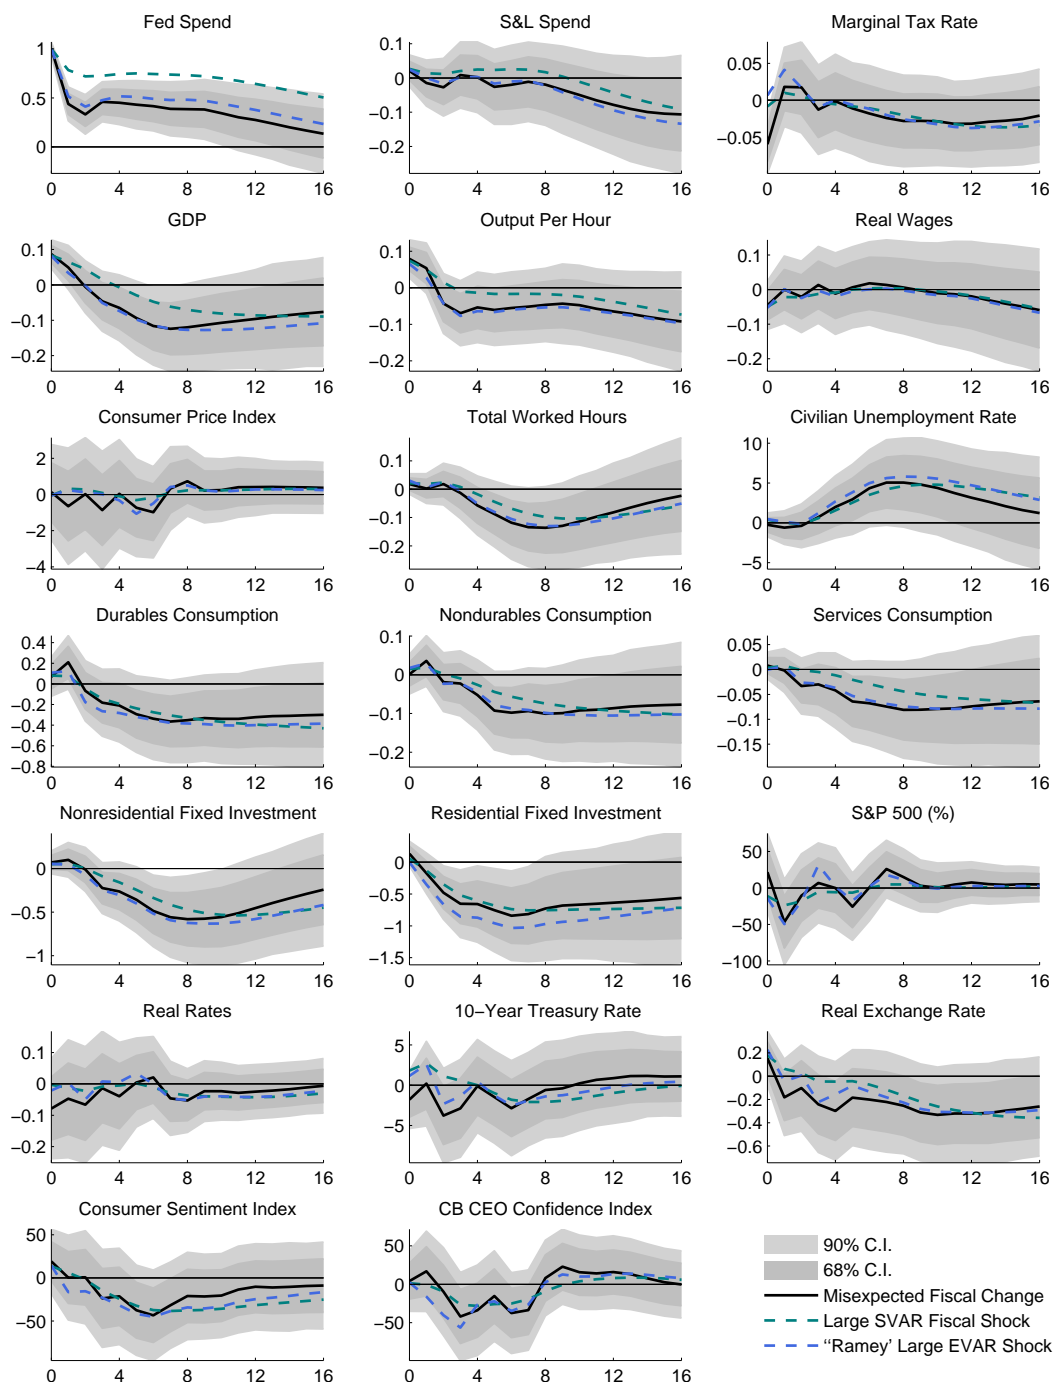 Fed Spend
S&L Spend
Marginal Tax Rate
1
0.5
0
0 4 8 12 16
0.1
0
−0.1
−0.2
0 4 8 12 16
0.05
0
−0.05
0 4 8 12 16
GDP
Output Per Hour
Real Wages
0.1
0
−0.1
−0.2
0 4 8 12 16
0.1
0
−0.1
−0.2
0 4 8 12 16
0.1
0
−0.1
−0.2
0 4 8 12 16
Consumer Price Index
Total Worked Hours
Civilian Unemployment Rate
2
0
−2
−4
0 4 8 12 16
0.1
0
−0.1
−0.2
0 4 8 12 16
10
5
0
−5
0 4 8 12 16
Durables Consumption
Nondurables Consumption
Services Consumption
0.4
0.2
0
−0.2
−0.4
−0.6
−0.8
0 4 8 12 16
0.1
0
−0.1
−0.2
0 4 8 12 16
0.05
0
−0.05
−0.1
−0.15
0 4 8 12 16
Nonresidential Fixed Investment
Residential Fixed Investment
S&P 500 (%)
0
−0.5
−1
0 4 8 12 16
0
−0.5
−1
−1.5
0 4 8 12 16
50
0
−50
−100
0 4 8 12 16
Real Rates
10−Year Treasury Rate
Real Exchange Rate
0.1
0
−0.1
−0.2
0 4 8 12 16
5
0
−5
0 4 8 12 16
0.2
0
−0.2
−0.4
−0.6
0 4 8 12 16
Consumer Sentiment Index
CB CEO Confidence Index
50
0
−50
0 4 8 12 16
50
0
−50
0 4 8 12 16
90% C.I.
68% C.I.
Misexpected Fiscal Change
Large SVAR Fiscal Shock
‘‘Ramey’ Large EVAR Shock